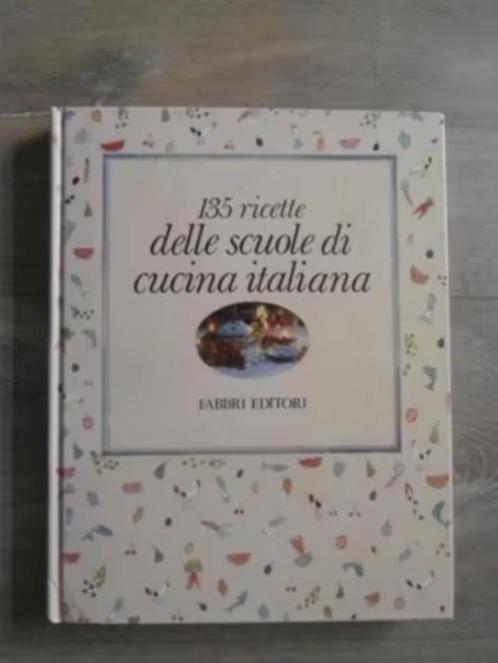 135 ricette
delle scuole di
cucina italiana
FABBRI EDITORI